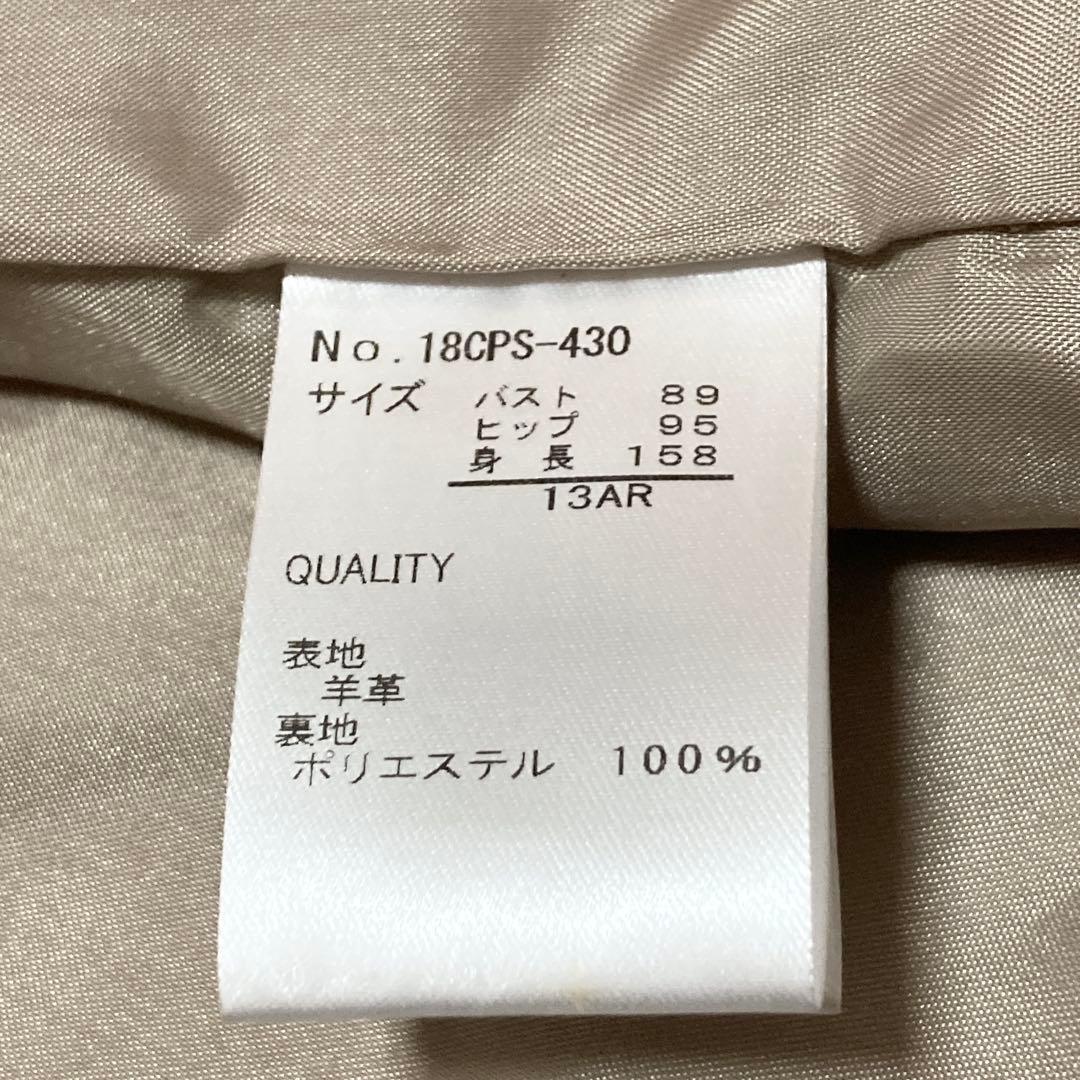 No.18CPS-430
サイズ バスト 89
ヒップ 95
身長 158
13AR
QUALITY
表地
羊革
裏地
ポリエステル 100%